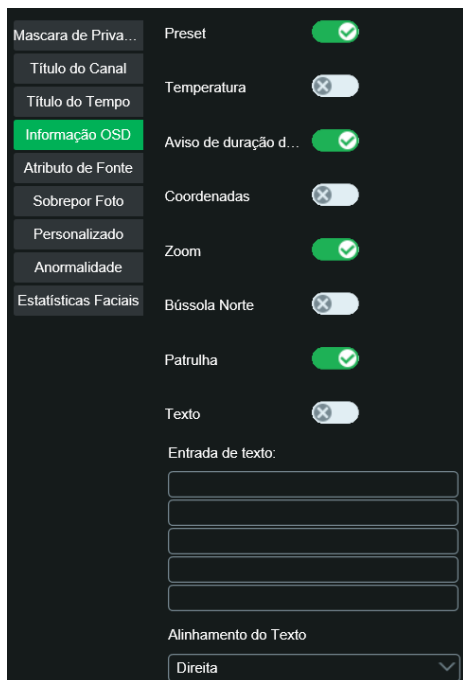 Mascara de Priva...
Título do Canal
Título do Tempo
Informação OSD
Atributo de Fonte
Sobrepor Foto
Personalizado
Anormalidade
Estatísticas Faciais
Preset
Temperatura
Aviso de duração d...
Coordenadas
Zoom
Bússola Norte
Patrulha
Texto
Entrada de texto:
Alinhamento do Texto
Direita